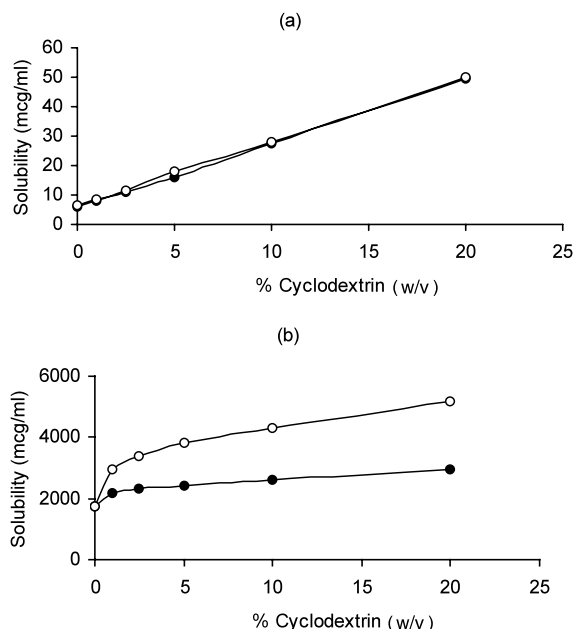 (a)
60
50
40
30
20
10
0
Solubility (mcg/ml)
0 5 10 15 20 25
% Cyclodextrin (w/v)
(b)
6000
4000
2000
0
Solubility (mcg/ml)
0 5 10 15 20 25
% Cyclodextrin (w/v)